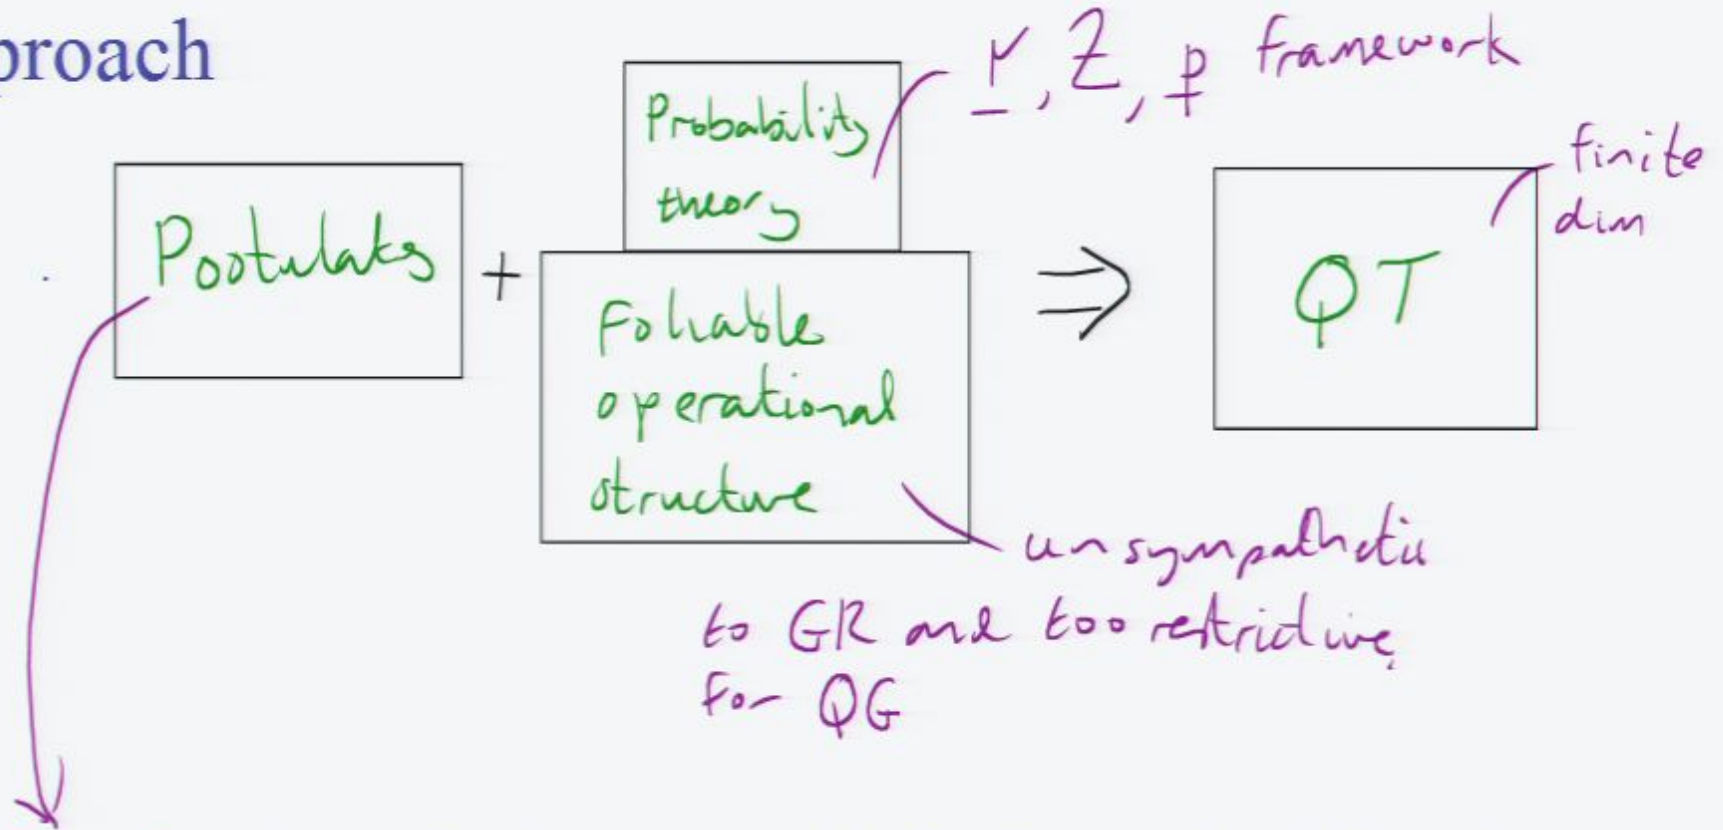 proach
Postulates
+
Probability
theory
Foliable
operational
structure
⇒
QT
r, Z, p framework
finite
dim
unsympathetic
to GR and too restrictive
for QG